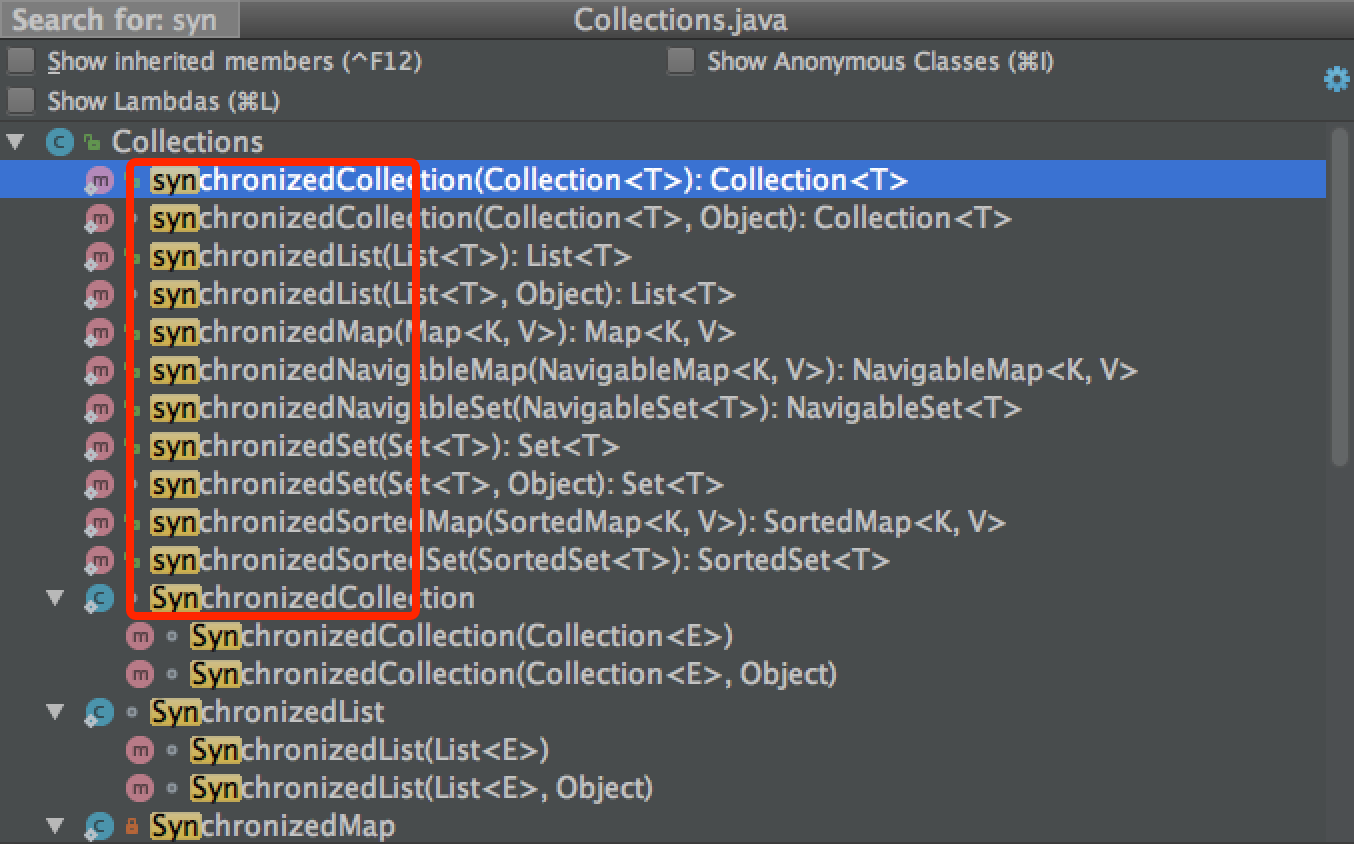 Search for: syn
Collections.java
Show inherited members (^F12)
Show Anonymous Classes (⌘I)
Show Lambdas (⌘L)
Collections
synchronizedCollection(Collection<T>): Collection<T>
synchronizedCollection(Collection<T>, Object): Collection<T>
synchronizedList(List<T>): List<T>
synchronizedList(List<T>, Object): List<T>
synchronizedMap(Map<K, V>): Map<K, V>
synchronizedNavigableMap(NavigableMap<K, V>): NavigableMap<K, V>
synchronizedNavigableSet(NavigableSet<T>): NavigableSet<T>
synchronizedSet(Set<T>): Set<T>
synchronizedSet(Set<T>, Object): Set<T>
synchronizedSortedMap(SortedMap<K, V>): SortedMap<K, V>
synchronizedSortedSet(SortedSet<T>): SortedSet<T>
SynchronizedCollection
SynchronizedCollection(Collection<E>)
SynchronizedCollection(Collection<E>, Object)
SynchronizedList
SynchronizedList(List<E>)
SynchronizedList(List<E>, Object)
SynchronizedMap